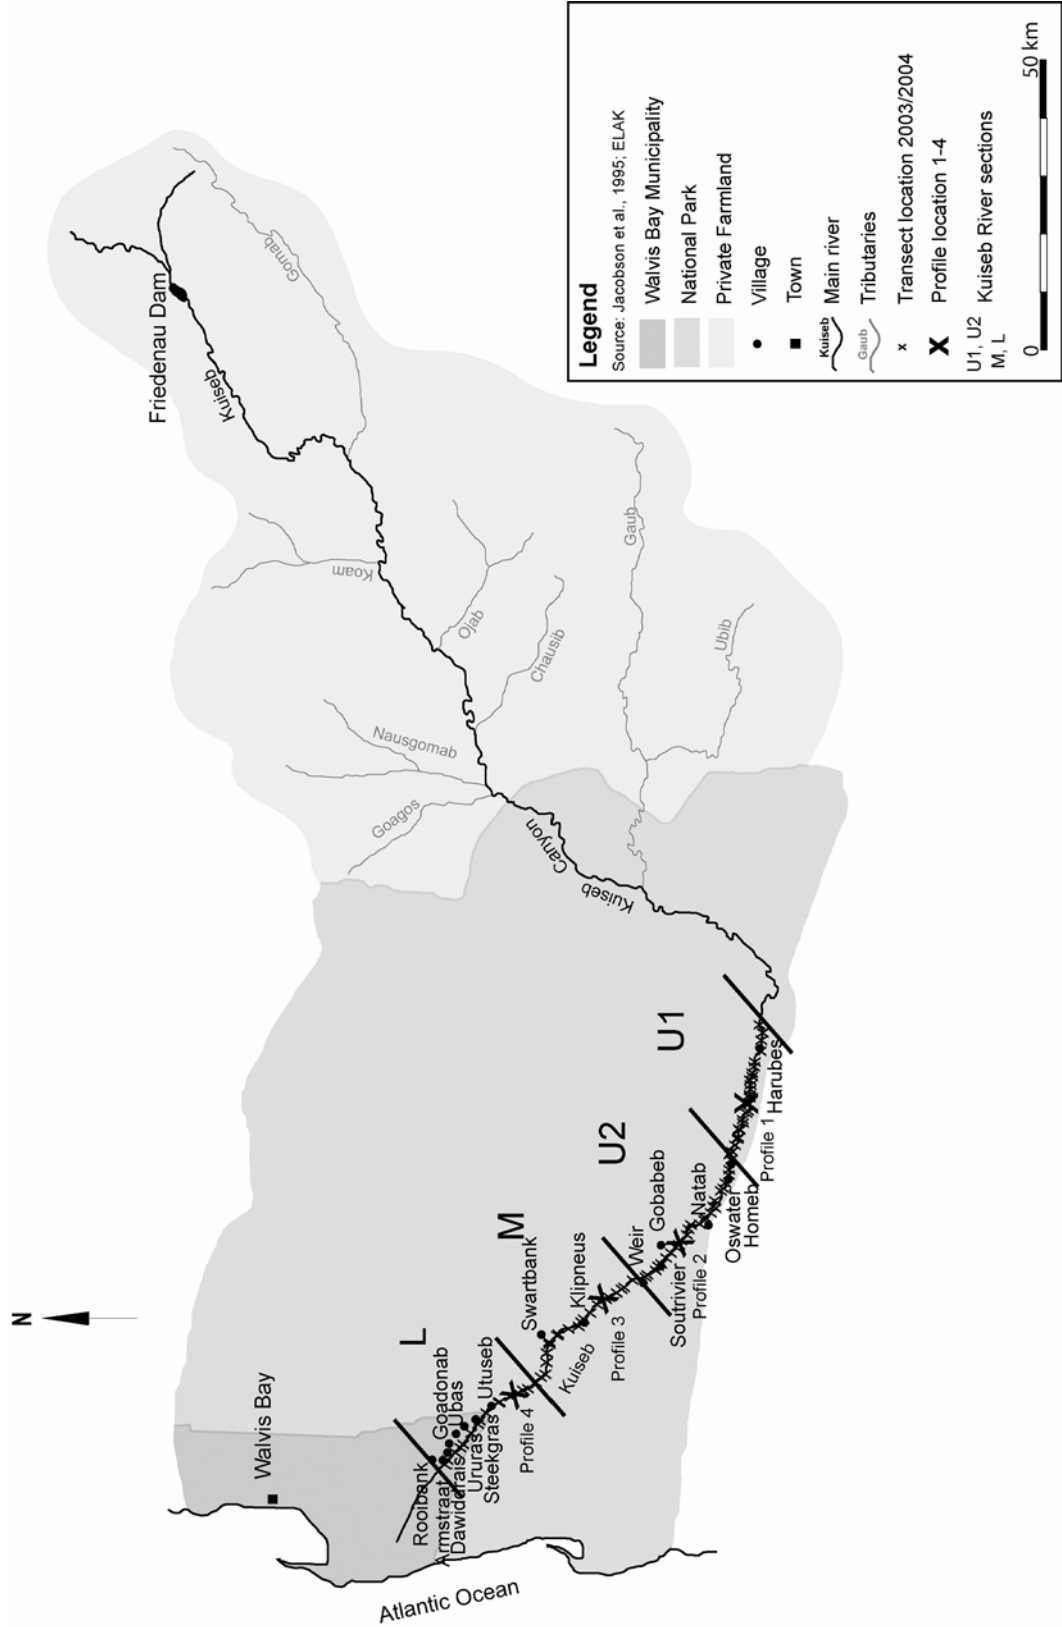 N
Walvis Bay
Atlantic Ocean
Rooibank
Armstraat
Dawiddrais
Goadonab
Ubas
Ururas
Steekgras
Utuseb
L
Profile 4
Swartbank
M
Klipneus
Kuiseb
Profile 3
Weir
U2
Gobabeb
Soutrivier
Profile 2
Natab
Oswater
Homeb
U1
Profile 1
Harubes
Kuiseb
Canyon
Goagos
Nausgomab
Chausib
Ojab
Koam
Gaub
Ubib
Kuiseb
Friedenau Dam
Gomab
Legend
Source: Jacobson et al., 1995; ELAK
Walvis Bay Municipality
National Park
Private Farmland
Village
Town
Kuiseb Main river
Gaub Tributaries
x Transect location 2003/2004
X Profile location 1-4
U1, U2 Kuiseb River sections
M, L
0 50 km